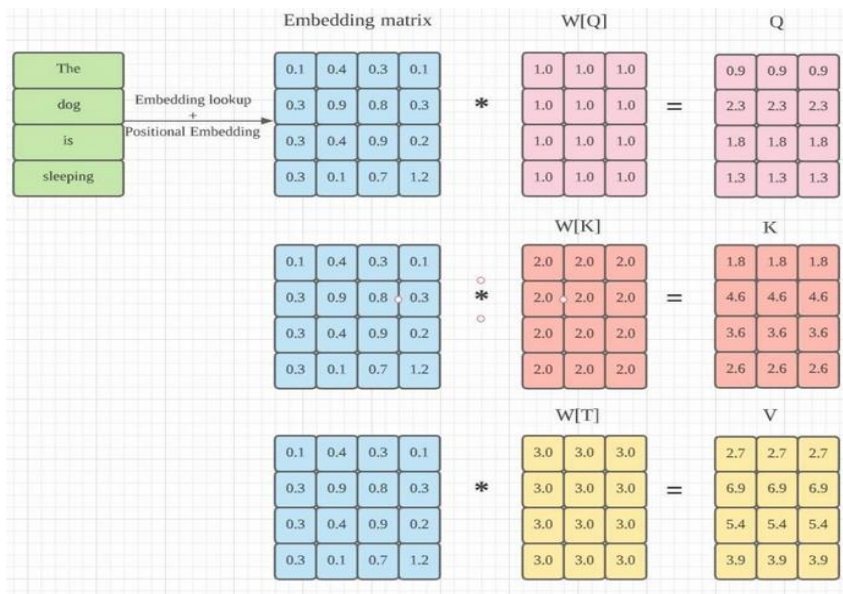 Embedding matrix W[Q] Q
The 0.1 0.4 0.3 0.1 1.0 1.0 1.0 0.9 0.9 0.9
dog Embedding lookup 0.3 0.9 0.8 0.3 * 1.0 1.0 1.0 = 2.3 2.3 2.3
+
Positional Embedding
is 0.3 0.4 0.9 0.2 1.0 1.0 1.0 1.8 1.8 1.8
sleeping 0.3 0.1 0.7 1.2 1.0 1.0 1.0 1.3 1.3 1.3
W[K] K
0.1 0.4 0.3 0.1 2.0 2.0 2.0 1.8 1.8 1.8
0.3 0.9 0.8 0.3 * 2.0 2.0 2.0 = 4.6 4.6 4.6
0.3 0.4 0.9 0.2 2.0 2.0 2.0 3.6 3.6 3.6
0.3 0.1 0.7 1.2 2.0 2.0 2.0 2.6 2.6 2.6
W[T] V
0.1 0.4 0.3 0.1 3.0 3.0 3.0 2.7 2.7 2.7
0.3 0.9 0.8 0.3 * 3.0 3.0 3.0 = 6.9 6.9 6.9
0.3 0.4 0.9 0.2 3.0 3.0 3.0 5.4 5.4 5.4
0.3 0.1 0.7 1.2 3.0 3.0 3.0 3.9 3.9 3.9